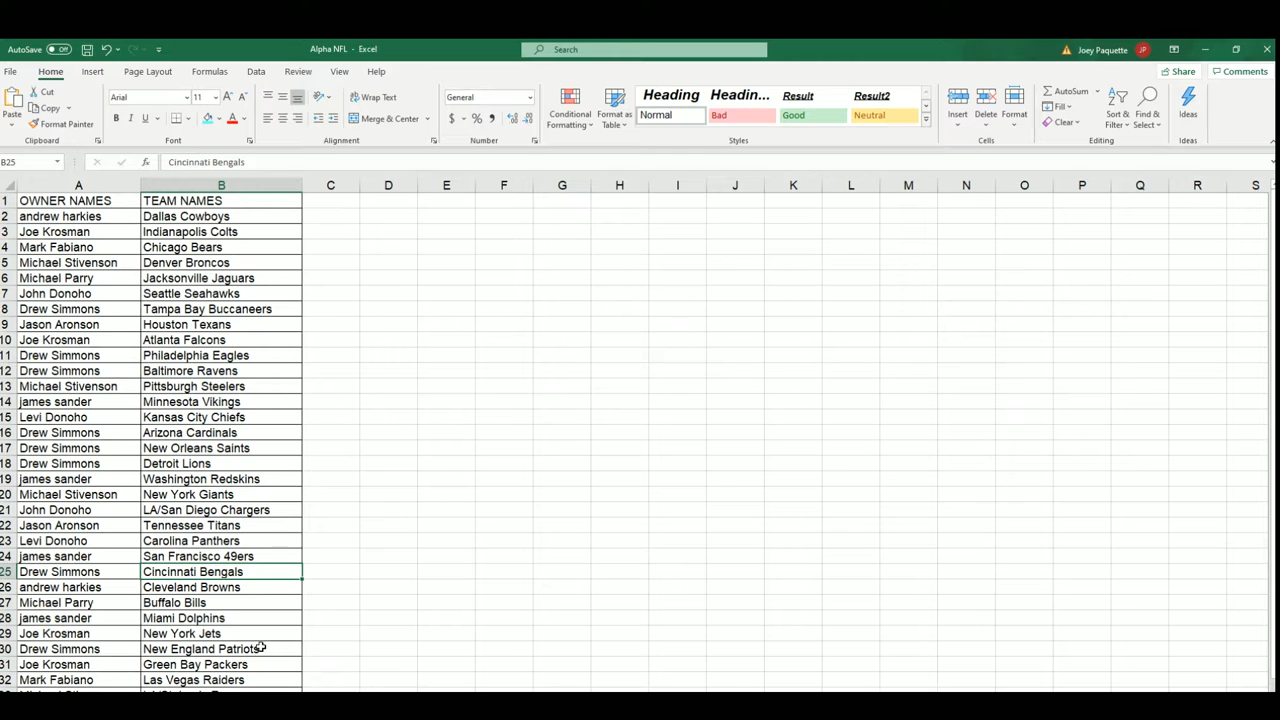 AutoSave Off Alpha NFL - Excel Search Joey Paquette JP
File Home Insert Page Layout Formulas Data Review View Help Share Comments
Paste Cut Copy Format Painter Clipboard
Arial 11 B I U Font
Wrap Text Merge & Center Alignment
General $ % Number
Conditional Formatting Format as Table
Heading Headin... Result Result2
Normal Bad Good Neutral Styles
Insert Delete Format Cells
AutoSum Fill Clear Sort & Filter Find & Select Ideas
Editing Ideas
B25 fx Cincinnati Bengals
A B C D E F G H I J K L M N O P Q R S
1 OWNER NAMES TEAM NAMES
2 andrew harkies Dallas Cowboys
3 Joe Krosman Indianapolis Colts
4 Mark Fabiano Chicago Bears
5 Michael Stivenson Denver Broncos
6 Michael Parry Jacksonville Jaguars
7 John Donoho Seattle Seahawks
8 Drew Simmons Tampa Bay Buccaneers
9 Jason Aronson Houston Texans
10 Joe Krosman Atlanta Falcons
11 Drew Simmons Philadelphia Eagles
12 Drew Simmons Baltimore Ravens
13 Michael Stivenson Pittsburgh Steelers
14 james sander Minnesota Vikings
15 Levi Donoho Kansas City Chiefs
16 Drew Simmons Arizona Cardinals
17 Drew Simmons New Orleans Saints
18 Drew Simmons Detroit Lions
19 james sander Washington Redskins
20 Michael Stivenson New York Giants
21 John Donoho LA/San Diego Chargers
22 Jason Aronson Tennessee Titans
23 Levi Donoho Carolina Panthers
24 james sander San Francisco 49ers
25 Drew Simmons Cincinnati Bengals
26 andrew harkies Cleveland Browns
27 Michael Parry Buffalo Bills
28 james sander Miami Dolphins
29 Joe Krosman New York Jets
30 Drew Simmons New England Patriots
31 Joe Krosman Green Bay Packers
32 Mark Fabiano Las Vegas Raiders